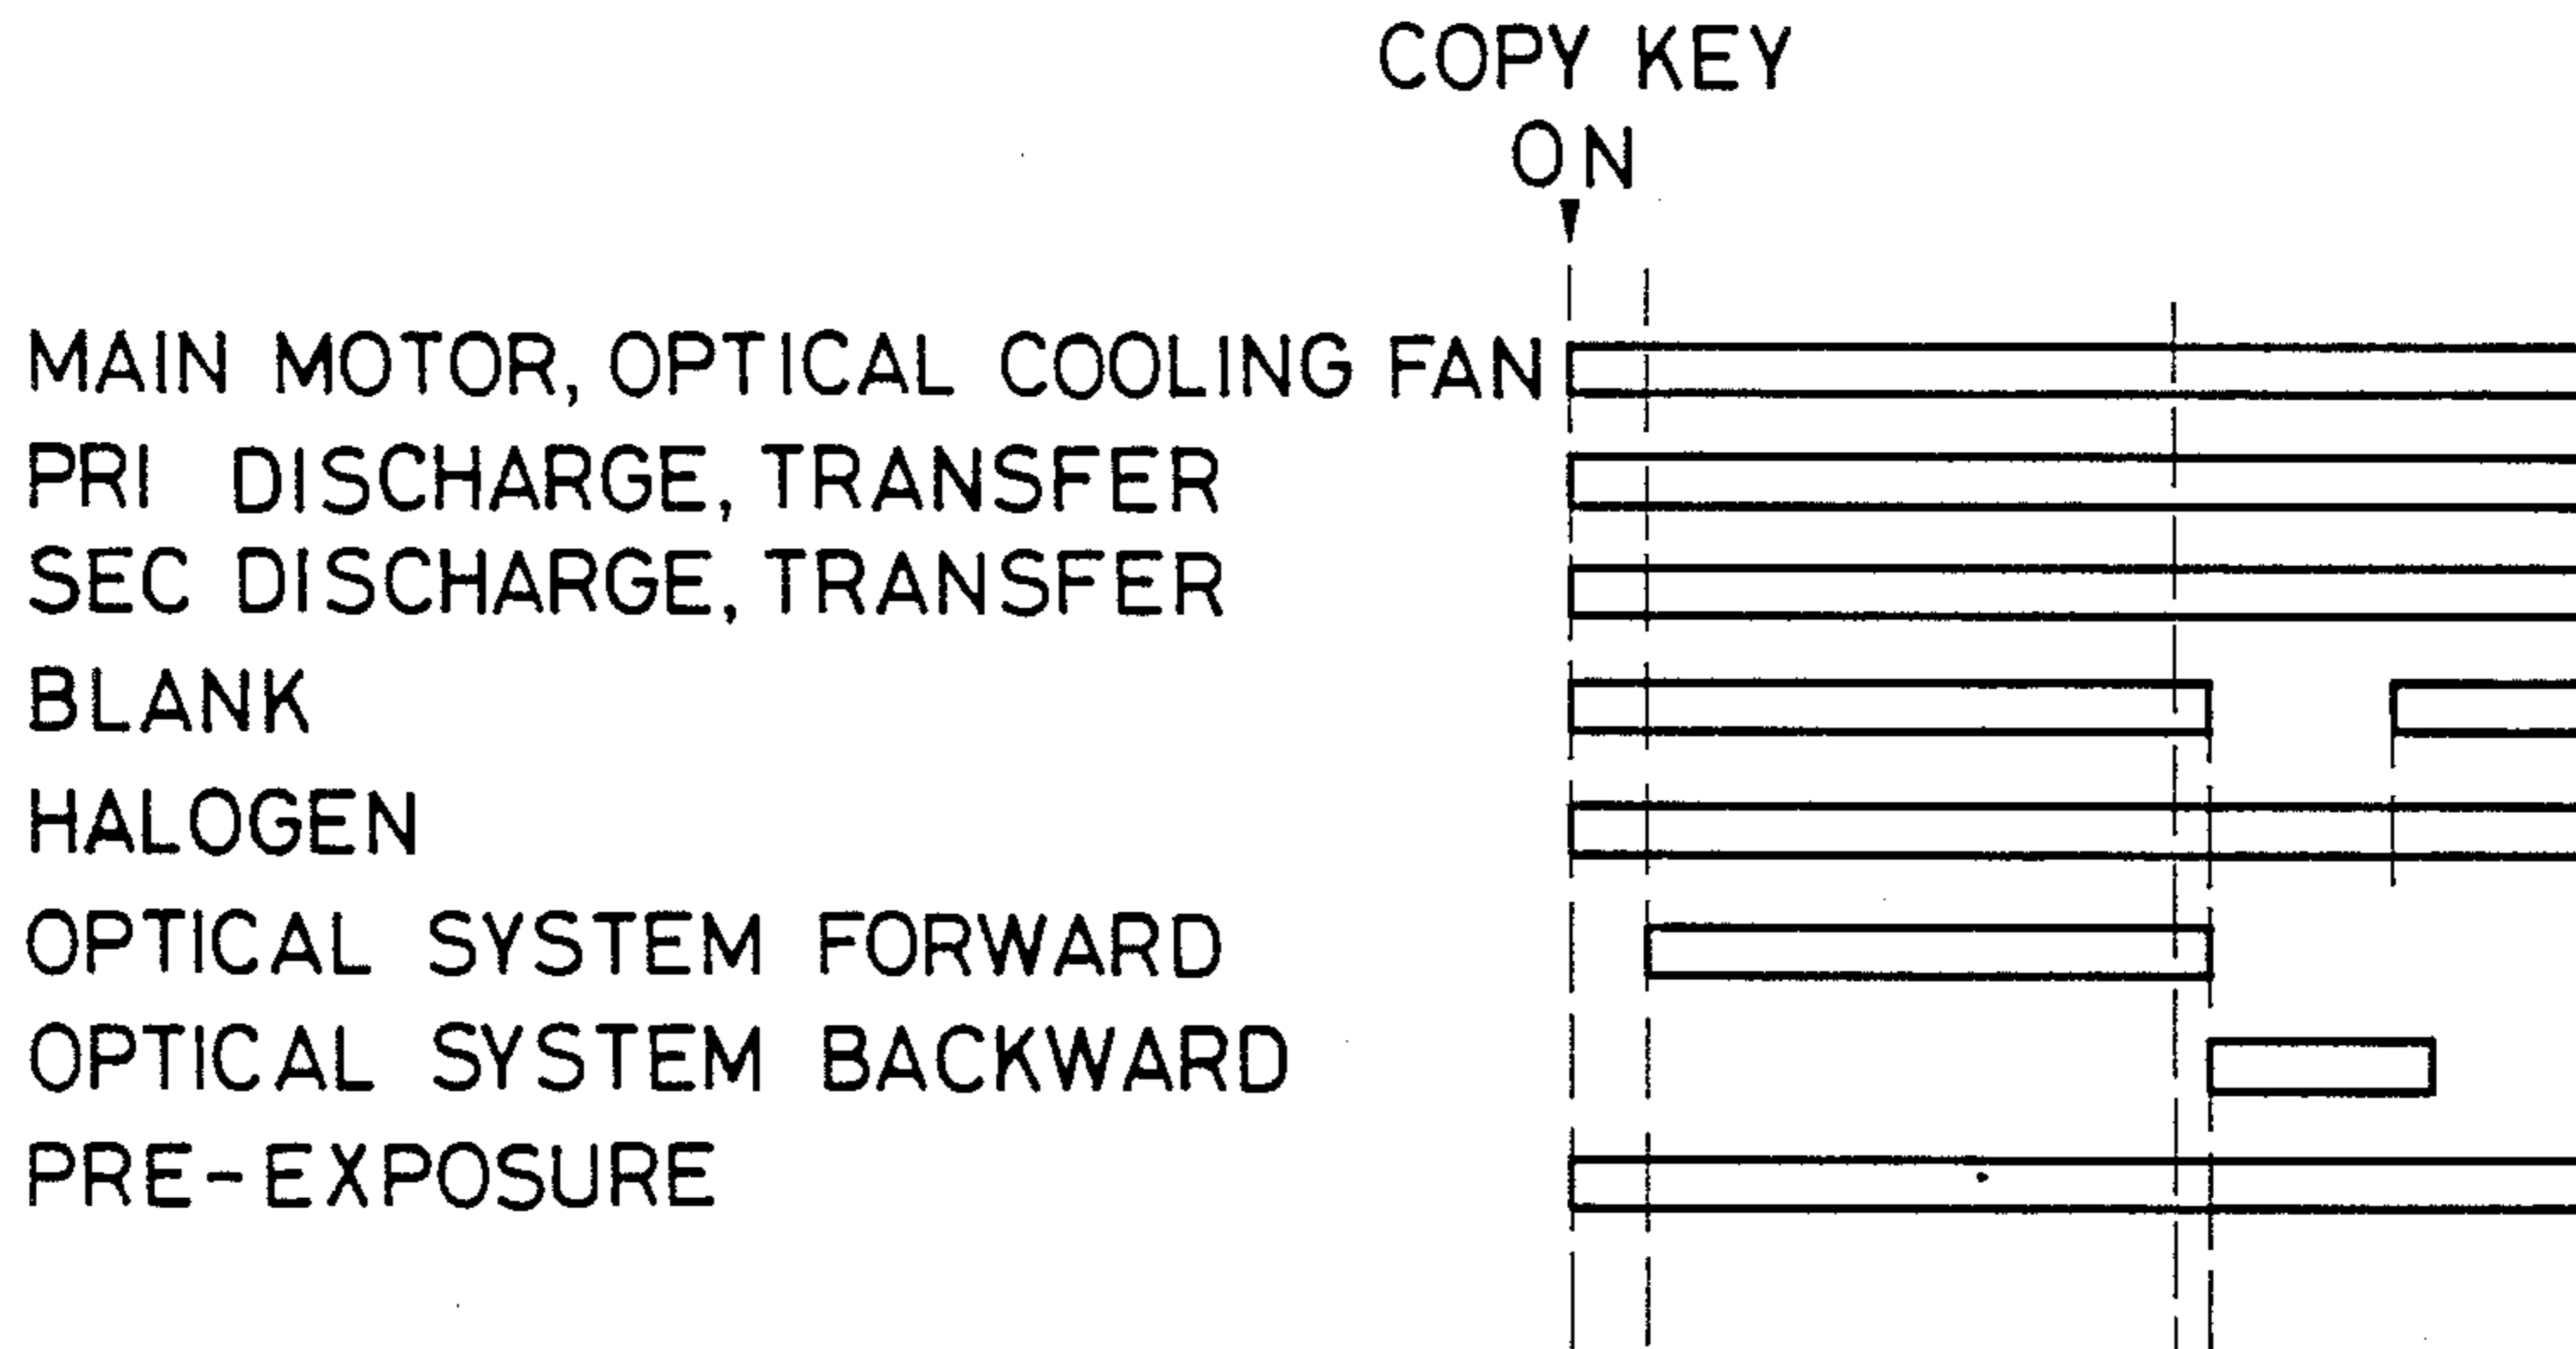 COPY KEY
ON
MAIN MOTOR, OPTICAL COOLING FAN
PRI DISCHARGE, TRANSFER
SEC DISCHARGE, TRANSFER
BLANK
HALOGEN
OPTICAL SYSTEM FORWARD
OPTICAL SYSTEM BACKWARD
PRE-EXPOSURE